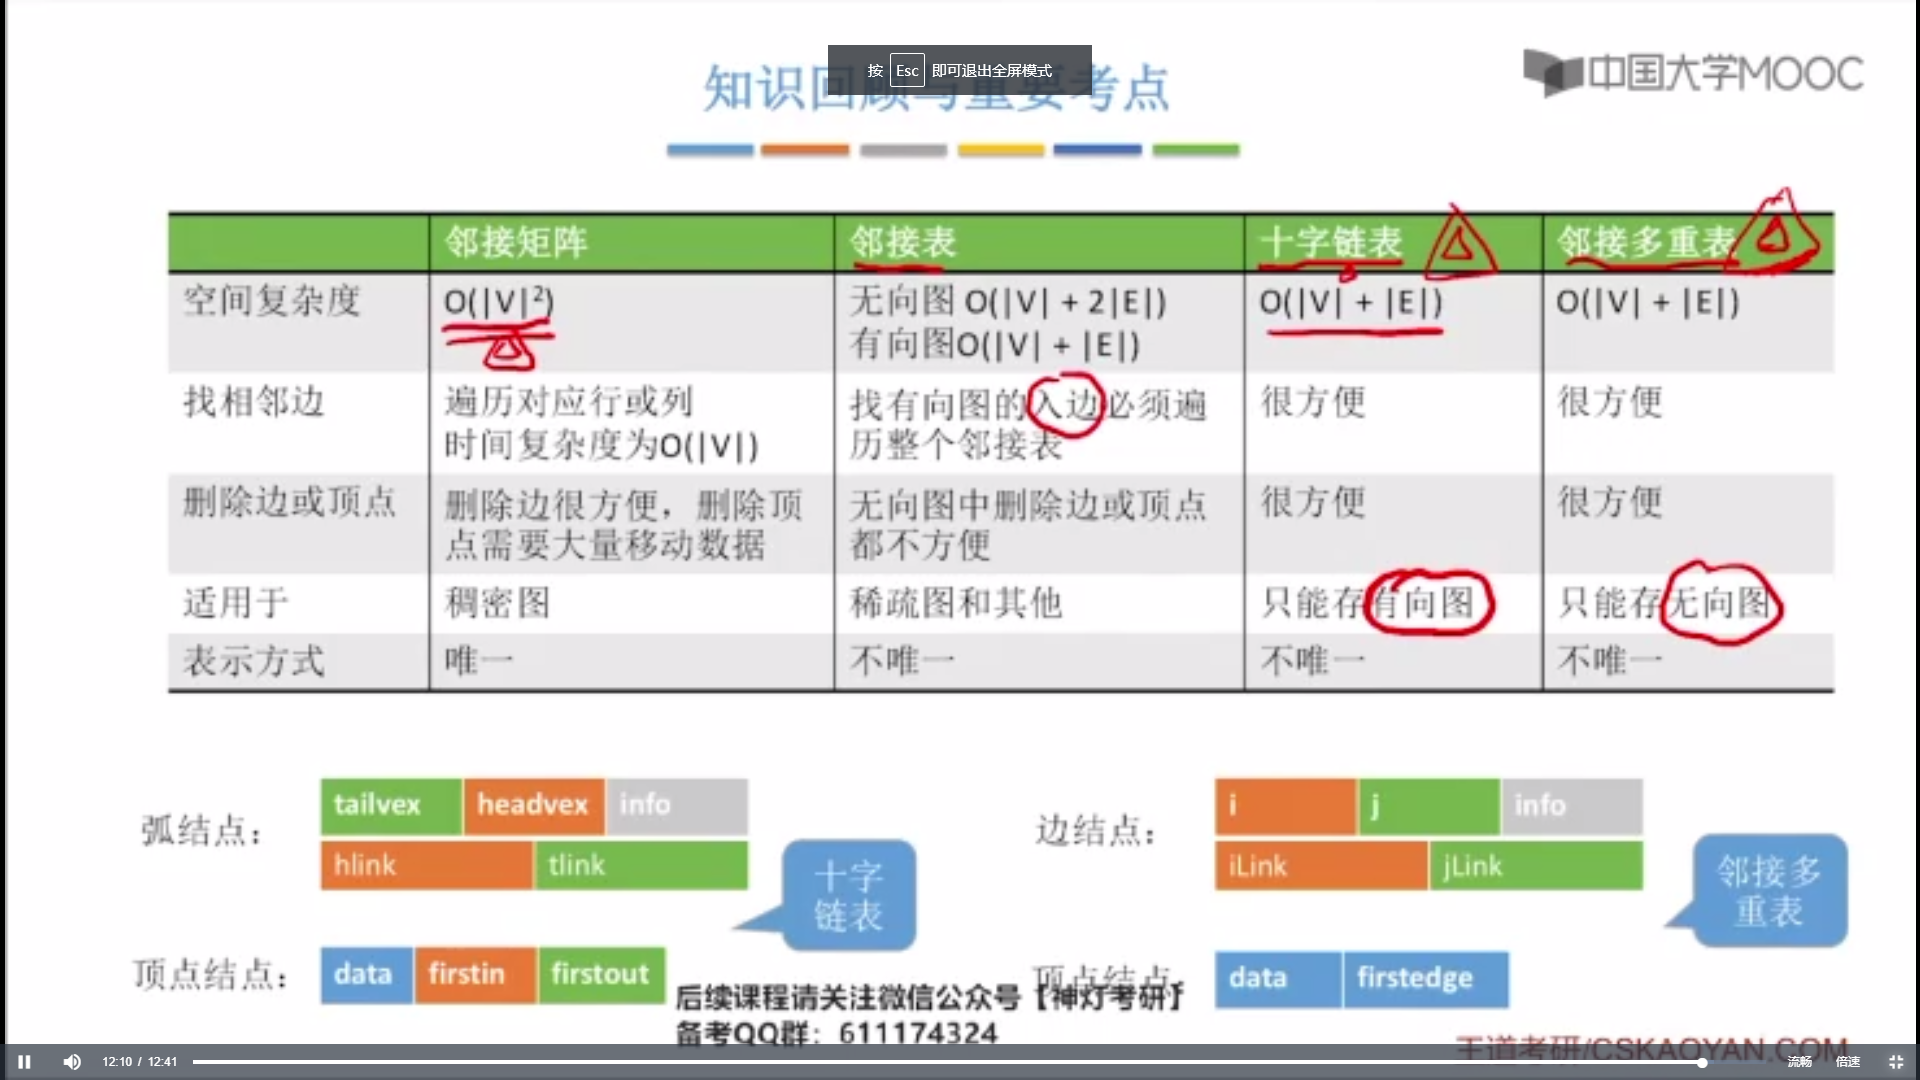 按 Esc 即可退出全屏模式
知识回顾与重要考点
中国大学MOOC
邻接矩阵 邻接表 十字链表 邻接多重表
空间复杂度 O(|V|²) 无向图 O(|V| + 2|E|) O(|V| + |E|) O(|V| + |E|)
有向图O(|V| + |E|)
找相邻边 遍历对应行或列 找有向图的入边必须遍 很方便 很方便
时间复杂度为O(|V|) 历整个邻接表
删除边或顶点 删除边很方便，删除顶 无向图中删除边或顶点 很方便 很方便
点需要大量移动数据 都不方便
适用于 稠密图 稀疏图和其他 只能存有向图 只能存无向图
表示方式 唯一 不唯一 不唯一 不唯一
弧结点： tailvex headvex info
hlink tlink
十字
链表
顶点结点： data firstin firstout
边结点： i j info
iLink jLink
邻接多
重表
顶点结点： data firstedge
后续课程请关注微信公众号【神灯考研】
备考QQ群：611174324
王道考研/CSKAOYAN.COM
12:10 / 12:41 流畅 倍速